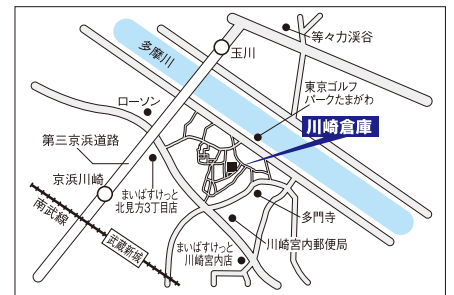 等々力渓谷
玉川
多摩川
東京ゴルフ
パークたまがわ
ローソン
川崎倉庫
第三京浜道路
京浜川崎
まいばすけっと
北見方3丁目店
南武線
多門寺
武蔵新城
川崎宮内郵便局
まいばすけっと
川崎宮内店